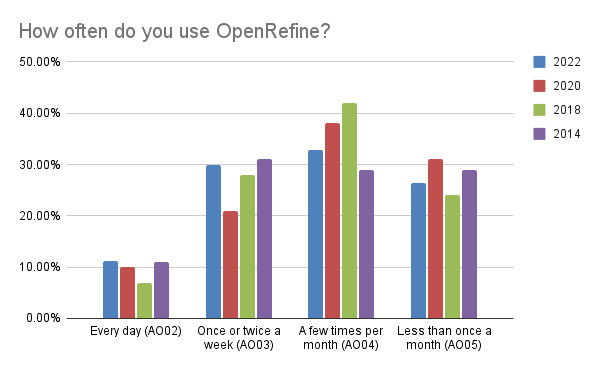 How often do you use OpenRefine?
50.00%
40.00%
30.00%
20.00%
10.00%
0.00%
Every day (AO02)
Once or twice a
week (AO03)
A few times per
month (AO04)
Less than once a
month (AO05)
2022
2020
2018
2014